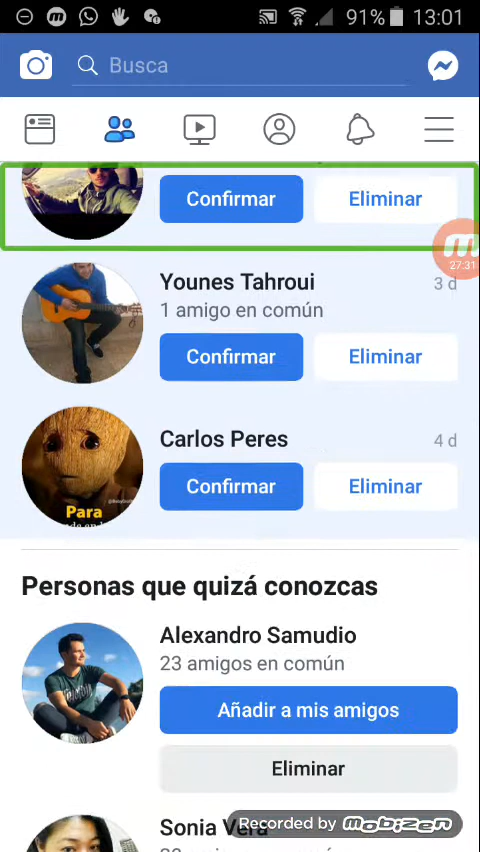 91% 13:01
Busca
Confirmar Eliminar
27:31
Younes Tahroui 3 d
1 amigo en común
Confirmar Eliminar
Carlos Peres 4 d
Confirmar Eliminar
Para
Personas que quizá conozcas
Alexandro Samudio
23 amigos en común
Añadir a mis amigos
Eliminar
Sonia Vera
Recorded by mobizen